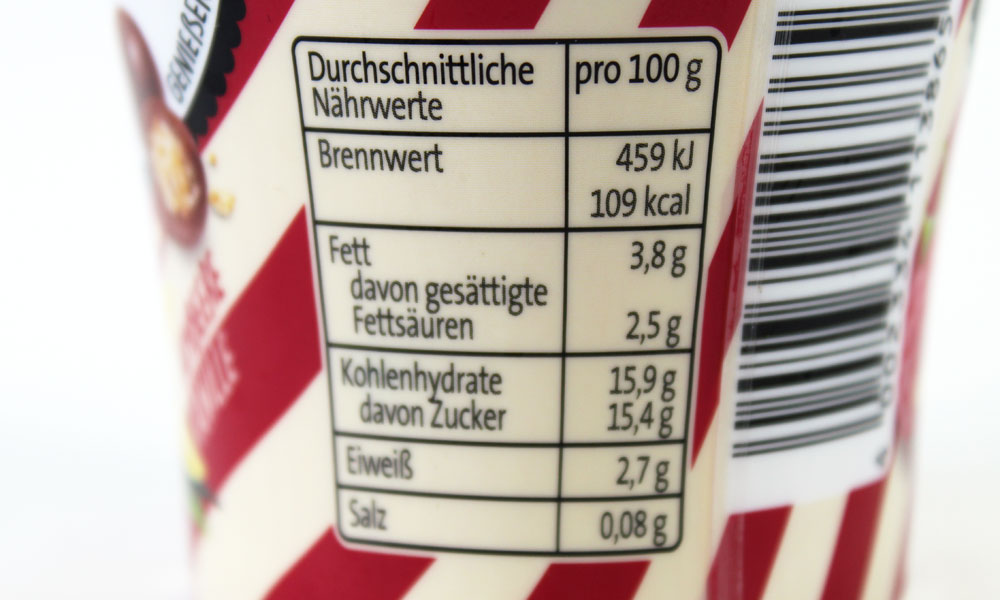 GENIEßER
Durchschnittliche Nährwerte pro 100 g
Brennwert 459 kJ
109 kcal
Fett 3,8 g
davon gesättigte
Fettsäuren 2,5 g
Kohlenhydrate 15,9 g
davon Zucker 15,4 g
Eiweiß 2,7 g
Salz 0,08 g